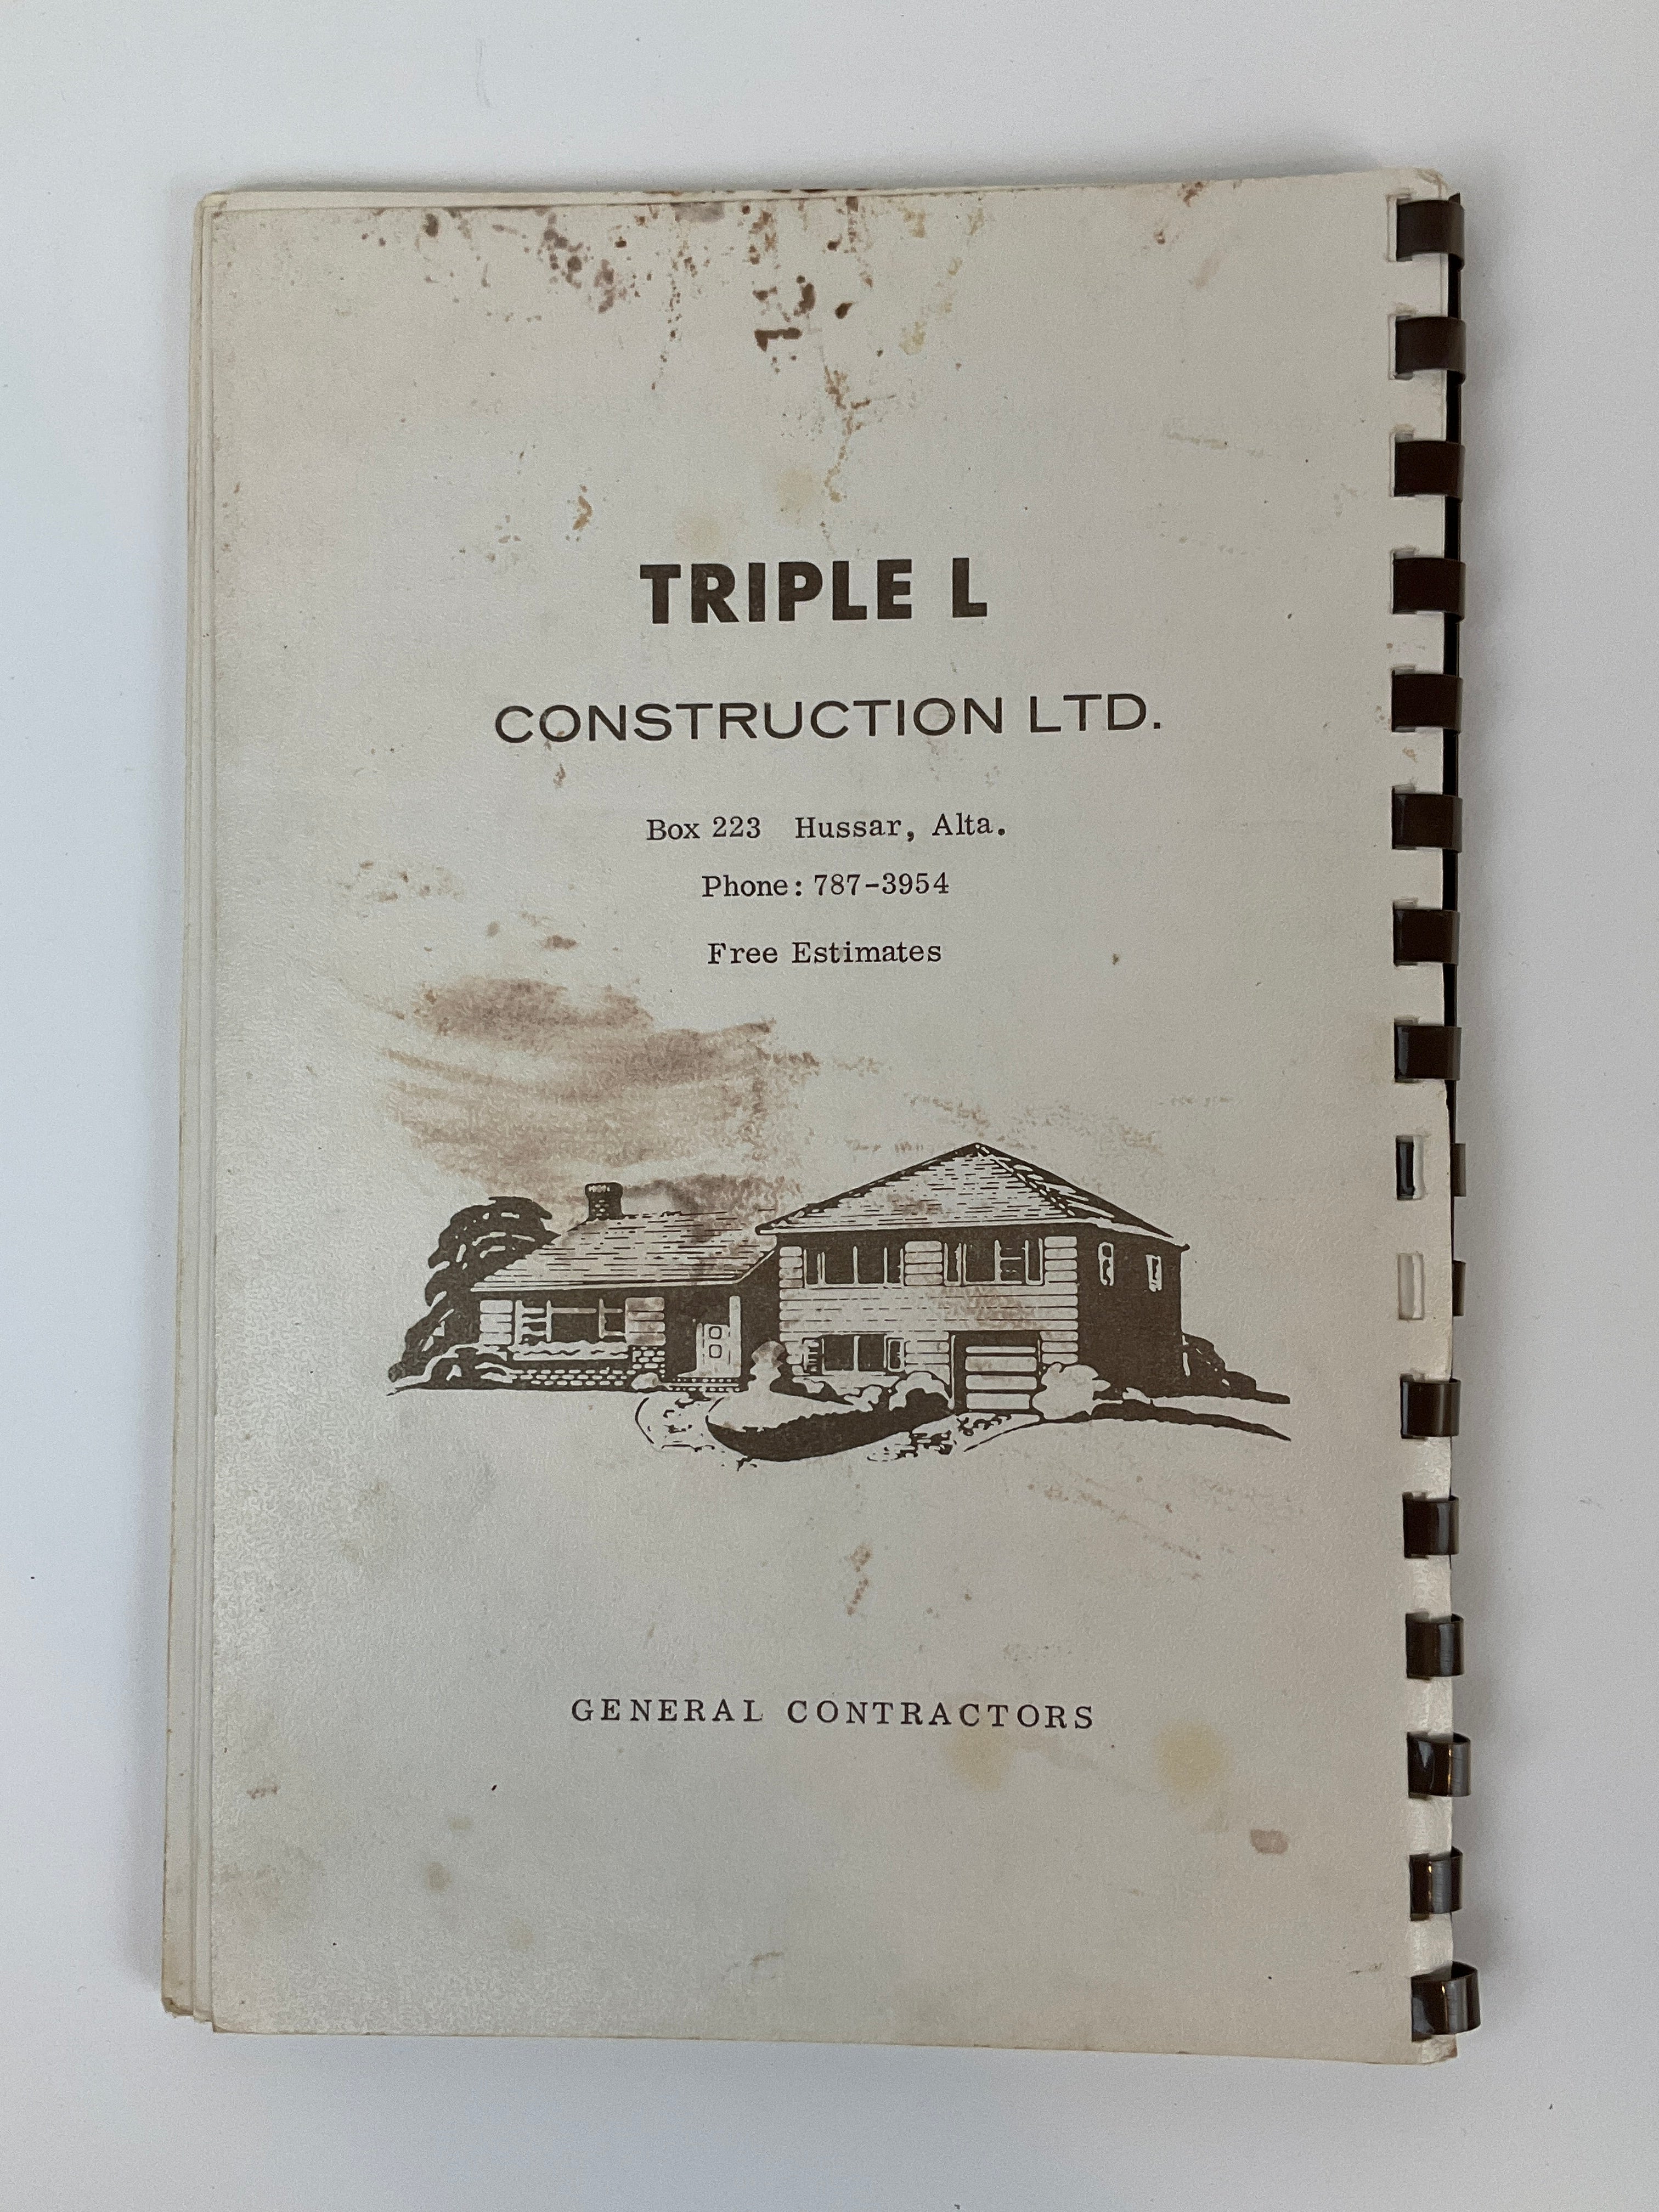 TRIPLE L
CONSTRUCTION LTD.
Box 223 Hussar, Alta.
Phone: 787-3954
Free Estimates
GENERAL CONTRACTORS